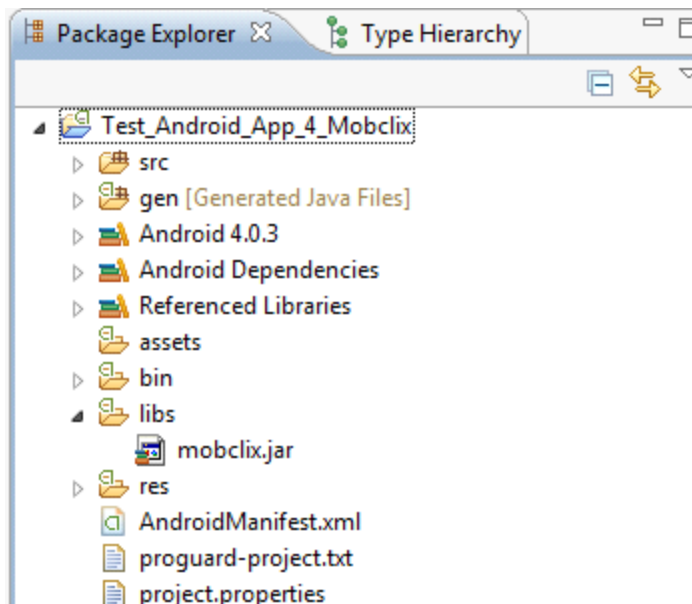 Package Explorer Type Hierarchy
Test_Android_App_4_Mobclix
src
gen [Generated Java Files]
Android 4.0.3
Android Dependencies
Referenced Libraries
assets
bin
libs
mobclix.jar
res
AndroidManifest.xml
proguard-project.txt
project.properties